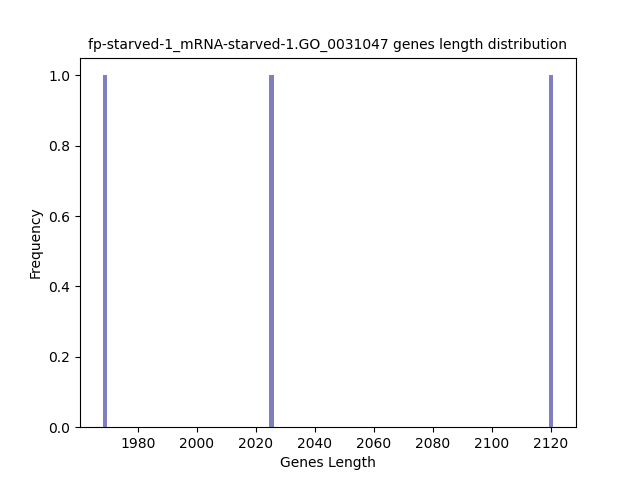 fp-starved-1_mRNA-starved-1.GO_0031047 genes length distribution
1.0
0.8
0.6
0.4
0.2
0.0
Frequency
1980 2000 2020 2040 2060 2080 2100 2120
Genes Length